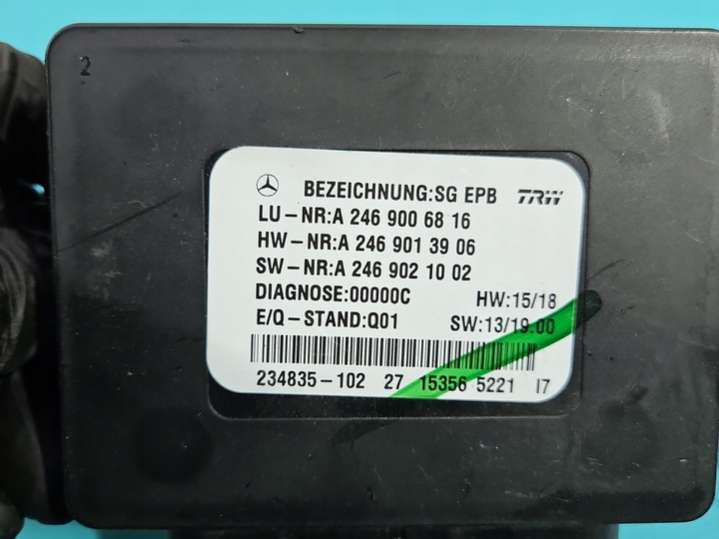 2
BEZEICHNUNG:SG EPB TRW
LU-NR:A 246 900 68 16
HW-NR:A 246 901 39 06
SW-NR:A 246 902 10 02
DIAGNOSE:00000C HW:15/18
E/Q-STAND:Q01 SW:13/19.00
234835-102 27 15356 5221 17